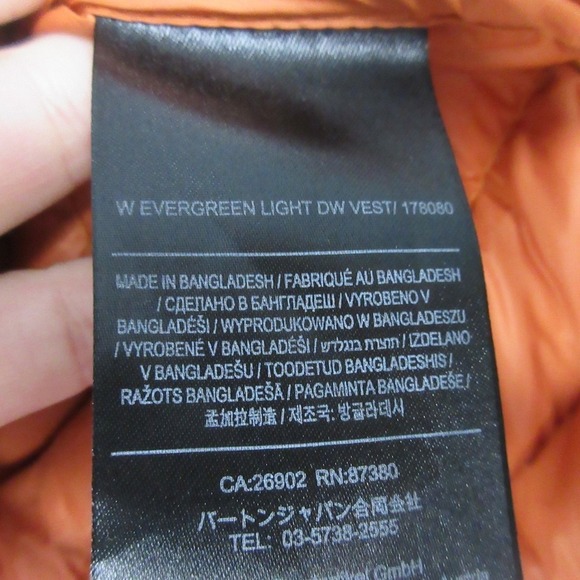 W EVERGREEN LIGHT DW VEST/ 178080
MADE IN BANGLADESH / FABRIQUÉ AU BANGLADESH
/ СДЕЛАНО В БАНГЛАДЕШ / VYROBENO V
BANGLADÉŠI / WYPRODUKOWANO W BANGLADESZU
/ VYROBENÉ V BANGLADÉŠI / תוצרת בנגלדש / IZDELANO
V BANGLADEŠU / TOODETUD BANGLADESHIS /
RAŽOTS BANGLADEŠĀ / PAGAMINTA BANGLADEŠE /
孟加拉制造 / 제조국: 방글라데시
CA:26902 RN:87380
バートンジャパン合同会社
TEL: 03-5738-2555
GmbH